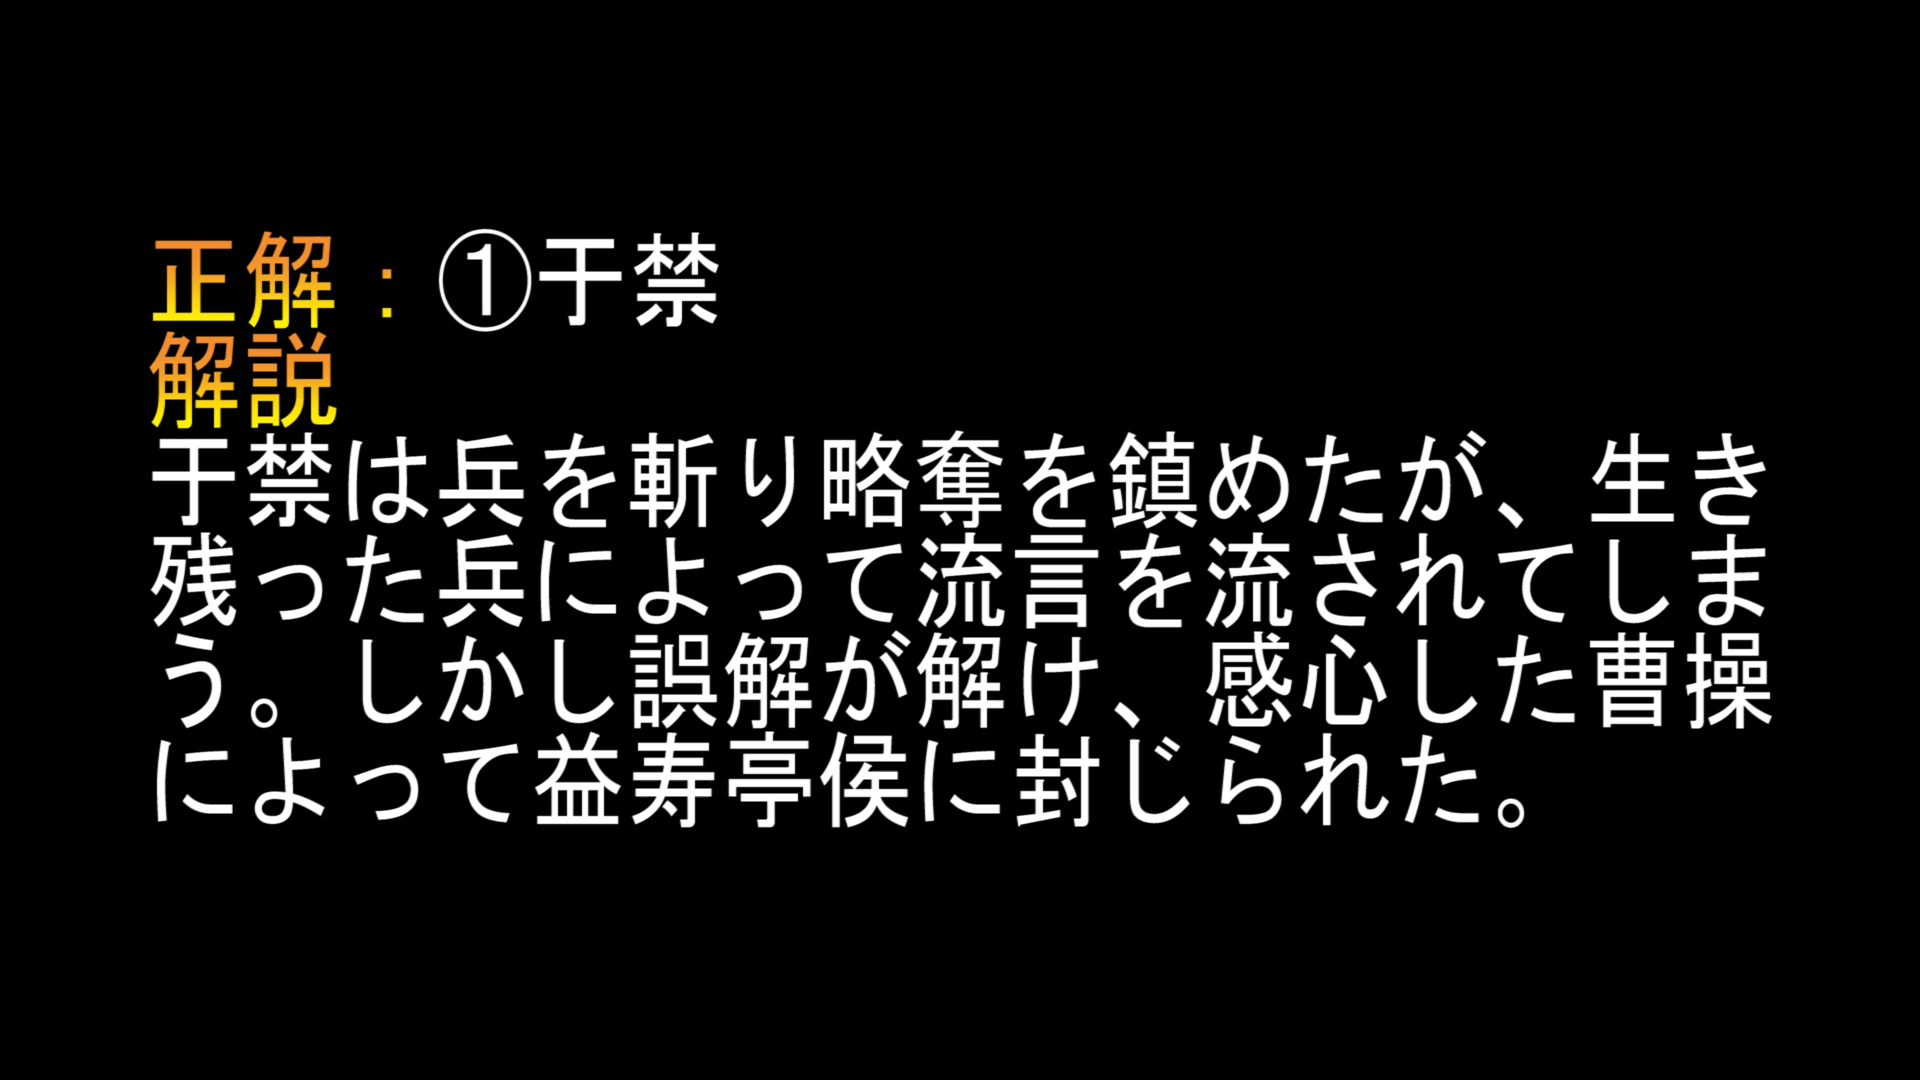 正解：①于禁
解説
于禁は兵を斬り略奪を鎮めたが、生き
残った兵によって流言を流されてしま
う。しかし誤解が解け、感心した曹操
によって益寿亭侯に封じられた。